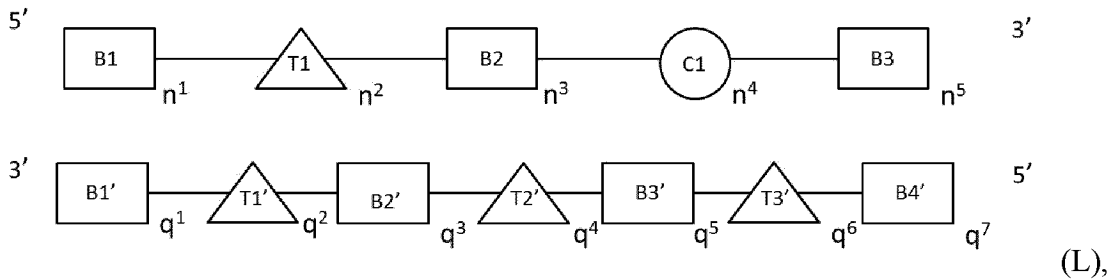 5′ B1 T1 B2 C1 B3 3′
n¹ n² n³ n⁴ n⁵
3′ B1′ T1′ B2′ T2′ B3′ T3′ B4′ 5′
q¹ q² q³ q⁴ q⁵ q⁶ q⁷
(L),